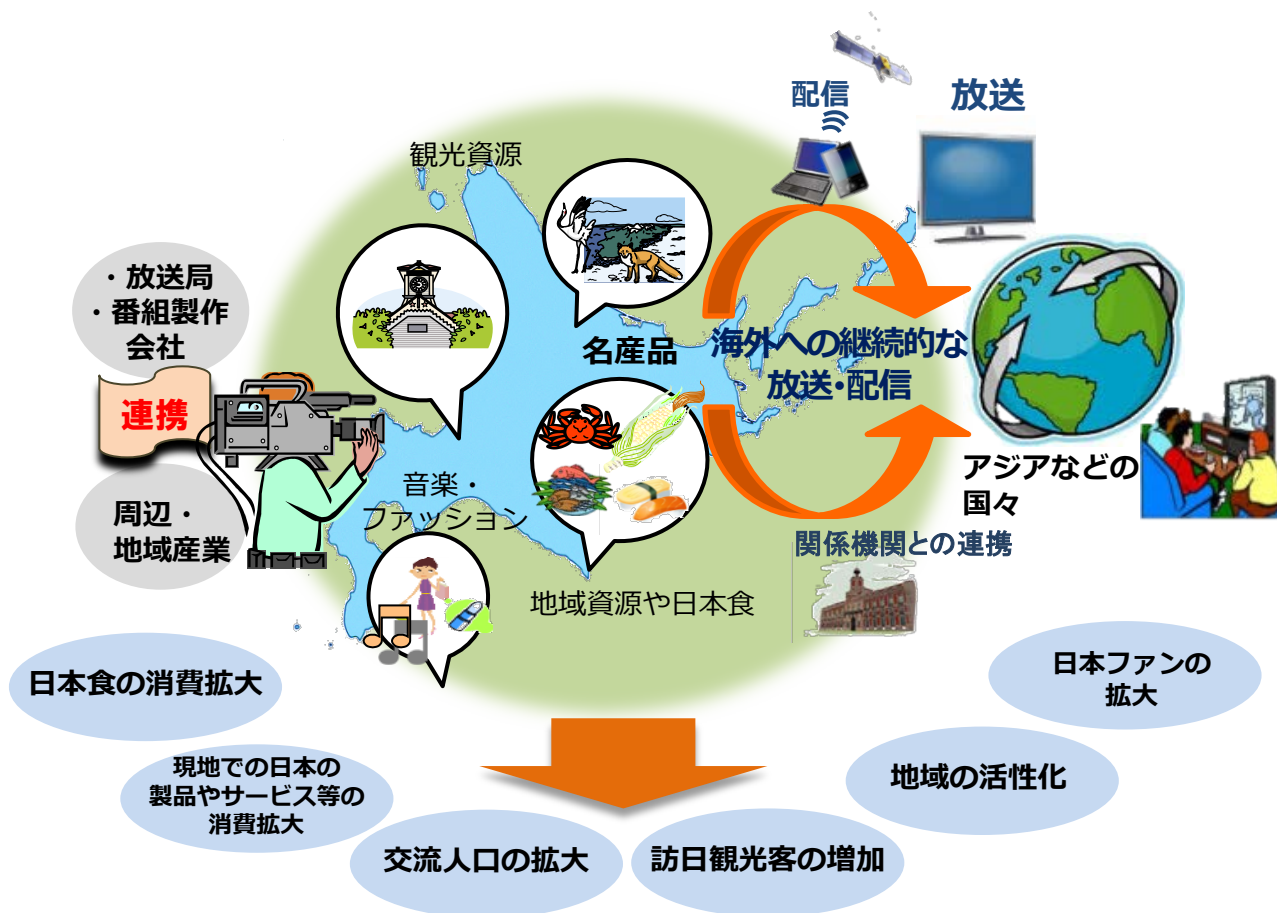 配信
放送
観光資源
・放送局
・番組製作
会社
連携
周辺・
地域産業
名産品
海外への継続的な
放送・配信
音楽・
ファッション
アジアなどの
国々
関係機関との連携
地域資源や日本食
日本食の消費拡大
現地での日本の
製品やサービス等の
消費拡大
交流人口の拡大
訪日観光客の増加
地域の活性化
日本ファンの
拡大